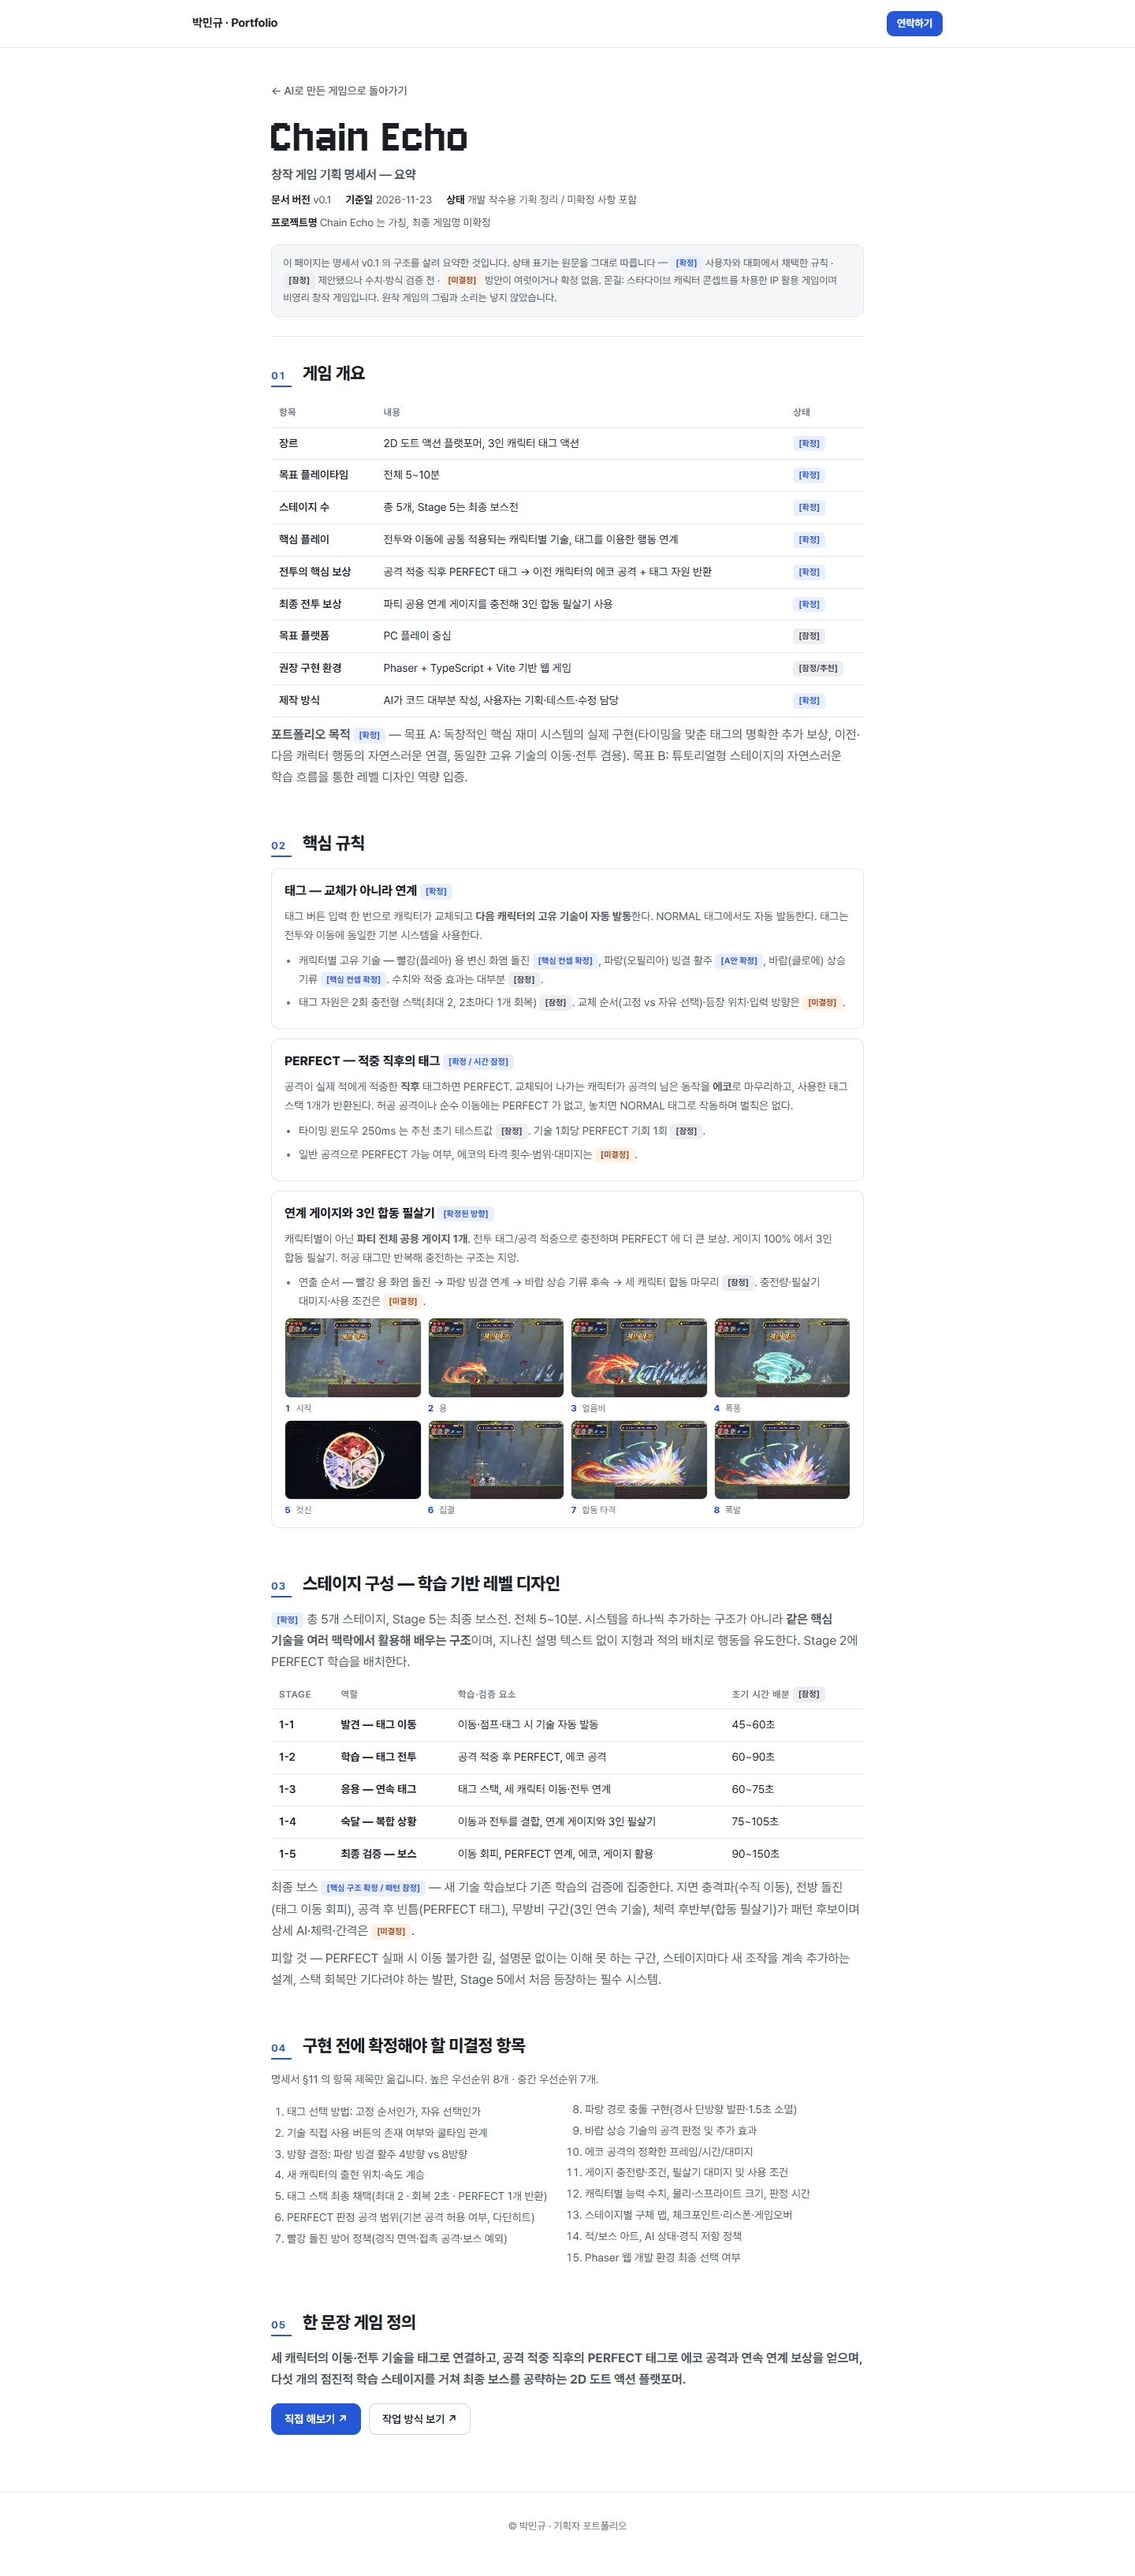 박민규 · Portfolio
연락하기
← AI로 만든 게임으로 돌아가기
Chain Echo
창작 게임 기획 명세서 — 요약
문서 버전 v0.1 기준일 2026-11-23 상태 개발 착수용 기획 정리 / 미확정 사항 포함
프로젝트명 Chain Echo 는 가칭, 최종 게임명 미확정
이 페이지는 명세서 v0.1 의 구조를 살려 요약한 것입니다. 상태 표기는 원문을 그대로 따릅니다 — [확정] 사용자와 대화에서 채택한 규칙 ·
[잠정] 제안됐으나 수치·방식 검증 전 · [미결정] 방안이 여럿이거나 확정 없음. 몬길: 스타다이브 캐릭터 콘셉트를 차용한 IP 활용 게임이며
비영리 창작 게임입니다. 원작 게임의 그림과 소리는 넣지 않았습니다.
01 게임 개요
항목 내용 상태
장르 2D 도트 액션 플랫포머, 3인 캐릭터 태그 액션 [확정]
목표 플레이타임 전체 5~10분 [확정]
스테이지 수 총 5개, Stage 5는 최종 보스전 [확정]
핵심 플레이 전투와 이동에 공통 적용되는 캐릭터별 기술, 태그를 이용한 행동 연계 [확정]
전투의 핵심 보상 공격 적중 직후 PERFECT 태그 → 이전 캐릭터의 에코 공격 + 태그 자원 반환 [확정]
최종 전투 보상 파티 공용 연계 게이지를 충전해 3인 합동 필살기 사용 [확정]
목표 플랫폼 PC 플레이 중심 [잠정]
권장 구현 환경 Phaser + TypeScript + Vite 기반 웹 게임 [잠정/추천]
제작 방식 AI가 코드 대부분 작성, 사용자는 기획·테스트·수정 담당 [확정]
포트폴리오 목적 [확정] — 목표 A: 독창적인 핵심 재미 시스템의 실제 구현(타이밍을 맞춘 태그의 명확한 추가 보상, 이전·
다음 캐릭터 행동의 자연스러운 연결, 동일한 고유 기술의 이동·전투 겸용). 목표 B: 튜토리얼형 스테이지의 자연스러운
학습 흐름을 통한 레벨 디자인 역량 입증.
02 핵심 규칙
태그 — 교체가 아니라 연계 [확정]
태그 버튼 입력 한 번으로 캐릭터가 교체되고 다음 캐릭터의 고유 기술이 자동 발동한다. NORMAL 태그에서도 자동 발동한다. 태그는
전투와 이동에 동일한 기본 시스템을 사용한다.
• 캐릭터별 고유 기술 — 빨강(플레아) 용 변신 화염 돌진 [핵심 컨셉 확정], 파랑(오필리아) 빙결 활주 [A안 확정], 바람(클로에) 상승
기류 [핵심 컨셉 확정]. 수치와 적중 효과는 대부분 [잠정].
• 태그 자원은 2회 충전형 스택(최대 2, 2초마다 1개 회복) [잠정]. 교체 순서(고정 vs 자유 선택)·등장 위치·입력 방향은 [미결정].
PERFECT — 적중 직후의 태그 [확정 / 시간 잠정]
공격이 실제 적에게 적중한 직후 태그하면 PERFECT. 교체되어 나가는 캐릭터가 공격의 남은 동작을 에코로 마무리하고, 사용한 태그
스택 1개가 반환된다. 허공 공격이나 순수 이동에는 PERFECT 가 없고, 놓치면 NORMAL 태그로 작동하며 벌칙은 없다.
• 타이밍 윈도우 250ms 는 추천 초기 테스트값 [잠정]. 기술 1회당 PERFECT 기회 1회 [잠정].
• 일반 공격으로 PERFECT 가능 여부, 에코의 타격 횟수·범위·대미지는 [미결정].
연계 게이지와 3인 합동 필살기 [확정된 방향]
캐릭터별이 아닌 파티 전체 공용 게이지 1개. 전투 태그/공격 적중으로 충전하며 PERFECT 에 더 큰 보상. 게이지 100% 에서 3인
합동 필살기. 허공 태그만 반복해 충전하는 구조는 지양.
• 연출 순서 — 빨강 용 화염 돌진 → 파랑 빙결 연계 → 바람 상승 기류 후속 → 세 캐릭터 합동 마무리 [잠정]. 충전량·필살기
대미지·사용 조건은 [미결정].
1 시작
2 용
3 얼음비
4 폭풍
5 컷신
6 집결
7 합동 타격
8 폭발
03 스테이지 구성 — 학습 기반 레벨 디자인
[확정] 총 5개 스테이지, Stage 5는 최종 보스전. 전체 5~10분. 시스템을 하나씩 추가하는 구조가 아니라 같은 핵심
기술을 여러 맥락에서 활용해 배우는 구조이며, 지나친 설명 텍스트 없이 지형과 적의 배치로 행동을 유도한다. Stage 2에
PERFECT 학습을 배치한다.
STAGE 역할 학습·검증 요소 초기 시간 배분 [잠정]
1-1 발견 — 태그 이동 이동·점프·태그 시 기술 자동 발동 45~60초
1-2 학습 — 태그 전투 공격 적중 후 PERFECT, 에코 공격 60~90초
1-3 응용 — 연속 태그 태그 스택, 세 캐릭터 이동·전투 연계 60~75초
1-4 숙달 — 복합 상황 이동과 전투를 결합, 연계 게이지와 3인 필살기 75~105초
1-5 최종 검증 — 보스 이동 회피, PERFECT 연계, 에코, 게이지 활용 90~150초
최종 보스 [핵심 구조 확정 / 패턴 잠정] — 새 기술 학습보다 기존 학습의 검증에 집중한다. 지면 충격파(수직 이동), 전방 돌진
(태그 이동 회피), 공격 후 빈틈(PERFECT 태그), 무방비 구간(3인 연속 기술), 체력 후반부(합동 필살기)가 패턴 후보이며
상세 AI·체력·간격은 [미결정].
피할 것 — PERFECT 실패 시 이동 불가한 길, 설명문 없이는 이해 못 하는 구간, 스테이지마다 새 조작을 계속 추가하는
설계, 스택 회복만 기다려야 하는 발판, Stage 5에서 처음 등장하는 필수 시스템.
04 구현 전에 확정해야 할 미결정 항목
명세서 §11 의 항목 제목만 옮깁니다. 높은 우선순위 8개 · 중간 우선순위 7개.
1. 태그 선택 방법: 고정 순서인가, 자유 선택인가
2. 기술 직접 사용 버튼의 존재 여부와 쿨타임 관계
3. 방향 결정: 파랑 빙결 활주 4방향 vs 8방향
4. 새 캐릭터의 출현 위치·속도 계승
5. 태그 스택 최종 채택(최대 2 · 회복 2초 · PERFECT 1개 반환)
6. PERFECT 판정 공격 범위(기본 공격 허용 여부, 다단히트)
7. 빨강 돌진 방어 정책(경직 면역·접촉 공격·보스 예외)
8. 파랑 경로 충돌 구현(경사 단방향 발판·1.5초 소멸)
9. 바람 상승 기술의 공격 판정 및 추가 효과
10. 에코 공격의 정확한 프레임/시간/대미지
11. 게이지 충전량·조건, 필살기 대미지 및 사용 조건
12. 캐릭터별 능력 수치, 물리·스프라이트 크기, 판정 시간
13. 스테이지별 구체 맵, 체크포인트·리스폰·게임오버
14. 적/보스 아트, AI 상태·경직 저항 정책
15. Phaser 웹 개발 환경 최종 선택 여부
05 한 문장 게임 정의
세 캐릭터의 이동·전투 기술을 태그로 연결하고, 공격 적중 직후의 PERFECT 태그로 에코 공격과 연속 연계 보상을 얻으며,
다섯 개의 점진적 학습 스테이지를 거쳐 최종 보스를 공략하는 2D 도트 액션 플랫포머.
직접 해보기 ↗
작업 방식 보기 ↗
© 박민규 · 기획자 포트폴리오